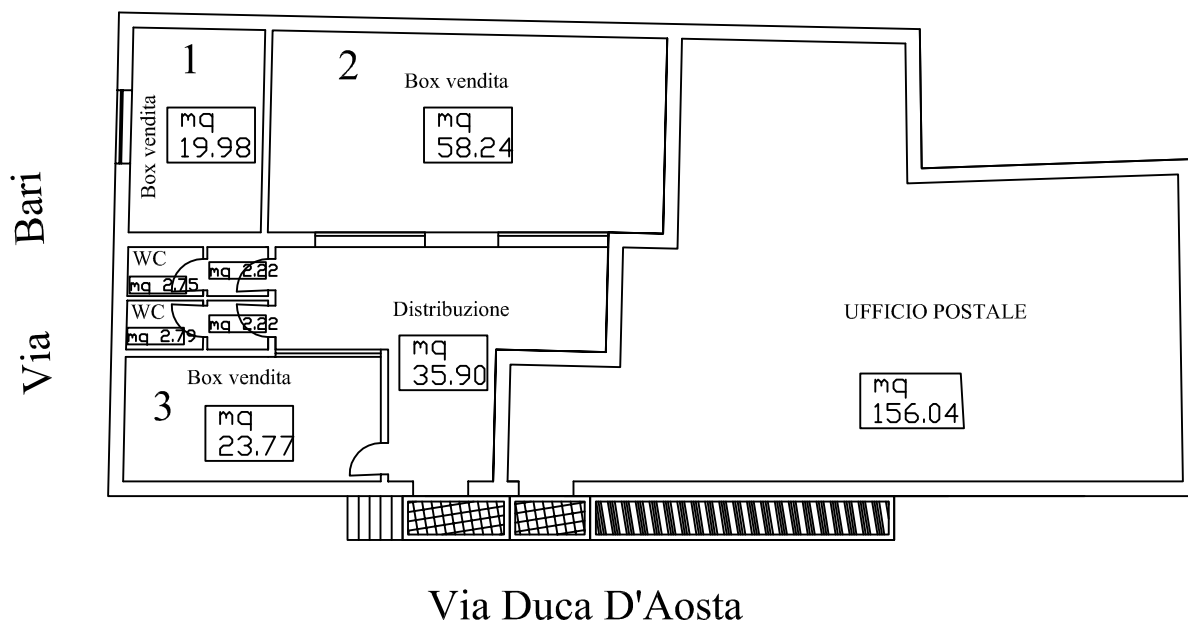 1
Box vendita
mq
19.98
2
Box vendita
mq
58.24
Via Bari
WC
mq 2.75
mq 2.22
WC
mq 2.79
mq 2.22
Distribuzione
mq
35.90
UFFICIO POSTALE
mq
156.04
Box vendita
3
mq
23.77
Via Duca D'Aosta